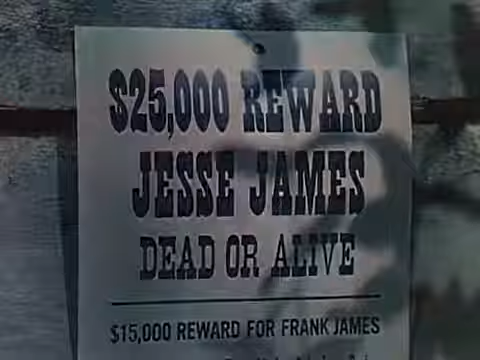 $25,000 REWARD
JESSE JAMES
DEAD OR ALIVE
$15,000 REWARD FOR FRANK JAMES